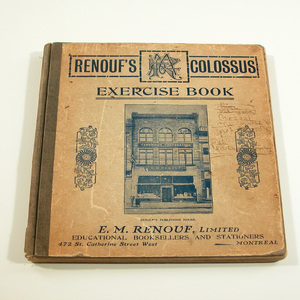 RENOUF'S COLOSSUS
EXERCISE BOOK
E. M. RENOUF, LIMITED
EDUCATIONAL BOOKSELLERS AND STATIONERS
472 St. Catherine Street West MONTREAL